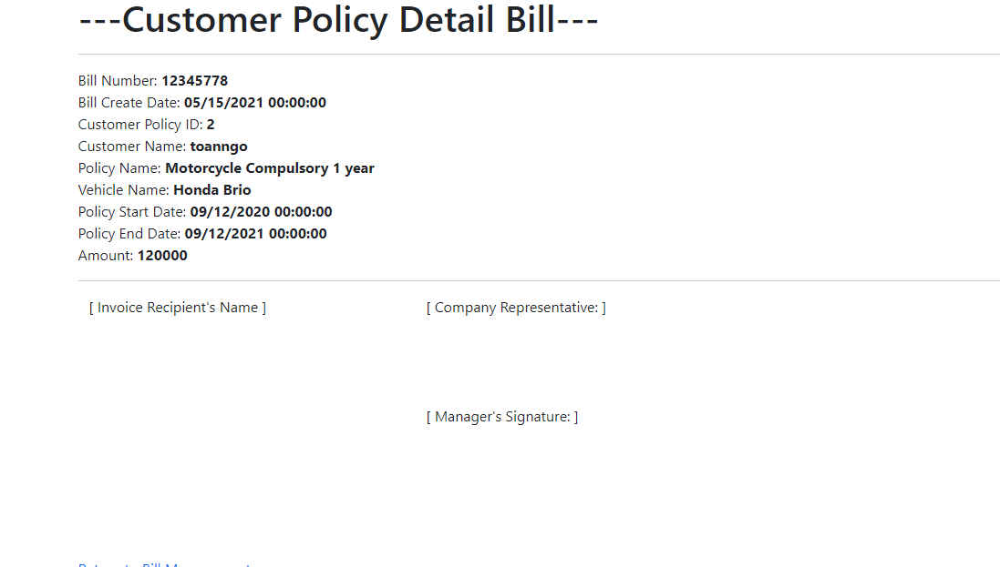 ---Customer Policy Detail Bill---
Bill Number: 12345778
Bill Create Date: 05/15/2021 00:00:00
Customer Policy ID: 2
Customer Name: toanngo
Policy Name: Motorcycle Compulsory 1 year
Vehicle Name: Honda Brio
Policy Start Date: 09/12/2020 00:00:00
Policy End Date: 09/12/2021 00:00:00
Amount: 120000
[ Invoice Recipient's Name ] [ Company Representative: ]
[ Manager's Signature: ]